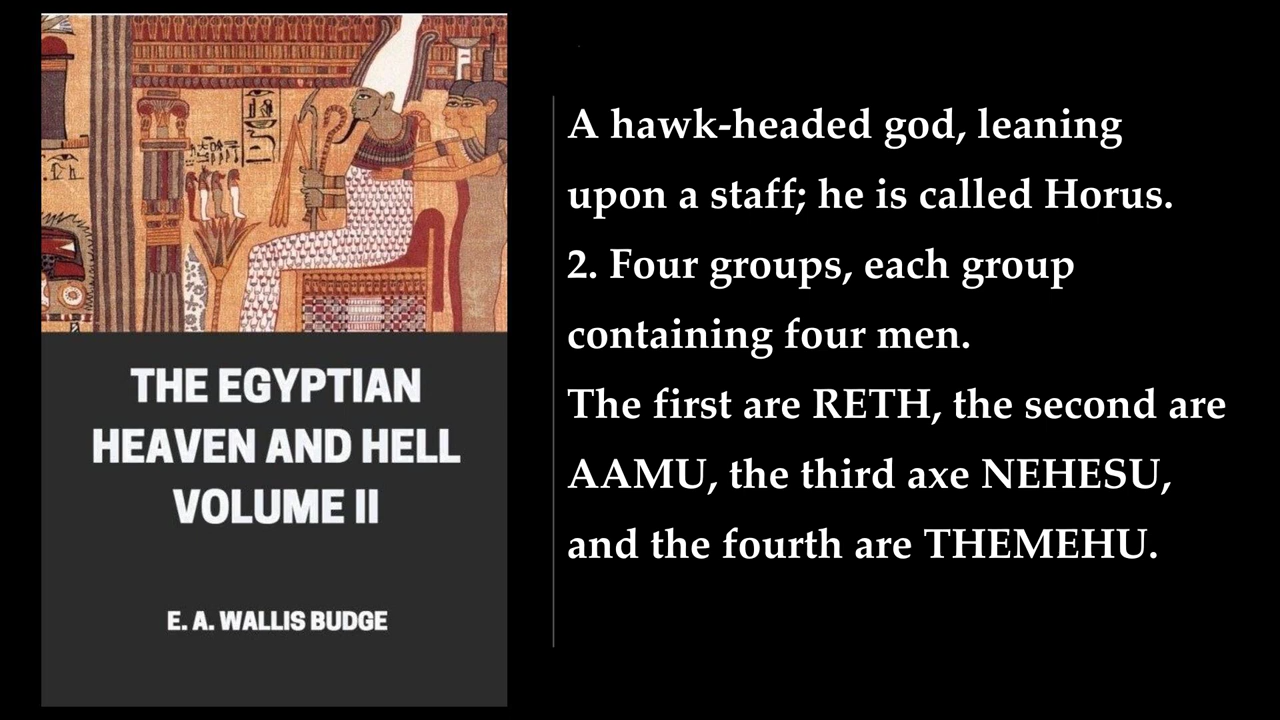 THE EGYPTIAN
HEAVEN AND HELL
VOLUME II
E. A. WALLIS BUDGE
A hawk-headed god, leaning
upon a staff; he is called Horus.
2. Four groups, each group
containing four men.
The first are RETH, the second are
AAMU, the third axe NEHESU,
and the fourth are THEMEHU.